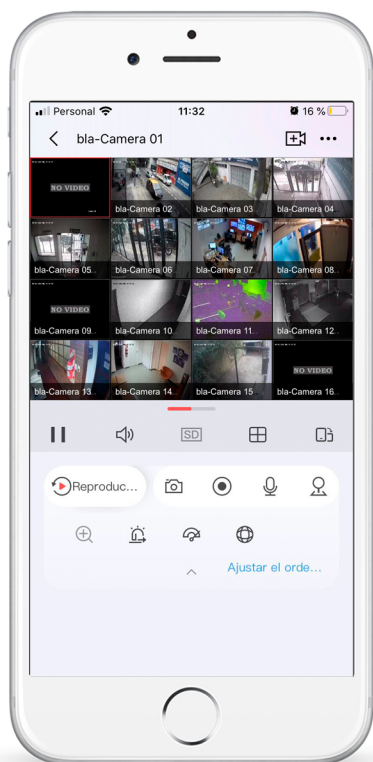 Personal 11:32 16 %
bla-Camera 01
NO VIDEO
bla-Camera 02 bla-Camera 03.. bla-Camera 04
bla-Camera 05.. bla-Camera 06 bla-Camera 07. bla-Camera 08..
NO VIDEO
bla-Camera 09.. bla-Camera 10. bla-Camera 11.. bla-Camera 12..
NO VIDEO
bla-Camera 13.. bla-Camera 14. bla-Camera 15 bla-Camera 16..
SD
Reproduc...
Ajustar el orde...